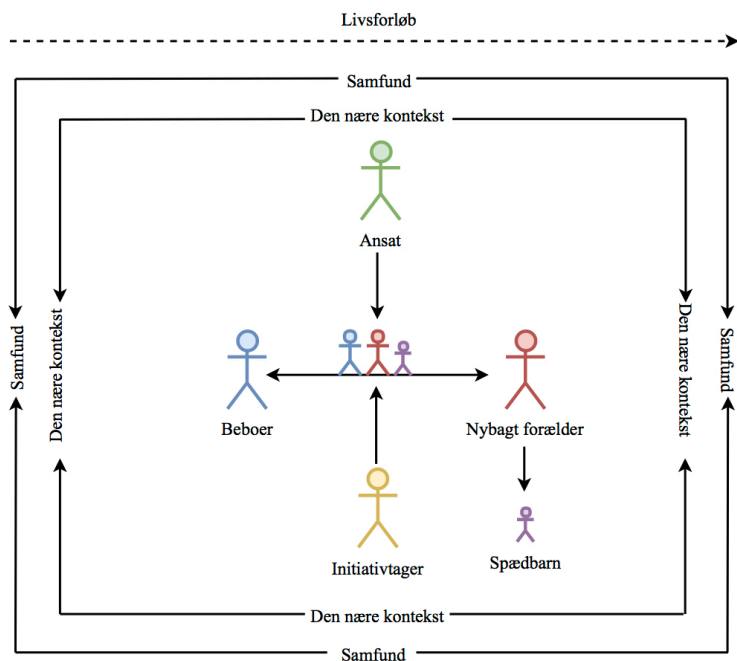 Livsforløb
Samfund
Den nære kontekst
Ansat
Samfund
Den nære kontekst
Den nære kontekst
Samfund
Beboer
Nybagt forælder
Initiativtager
Spædbarn
Den nære kontekst
Samfund